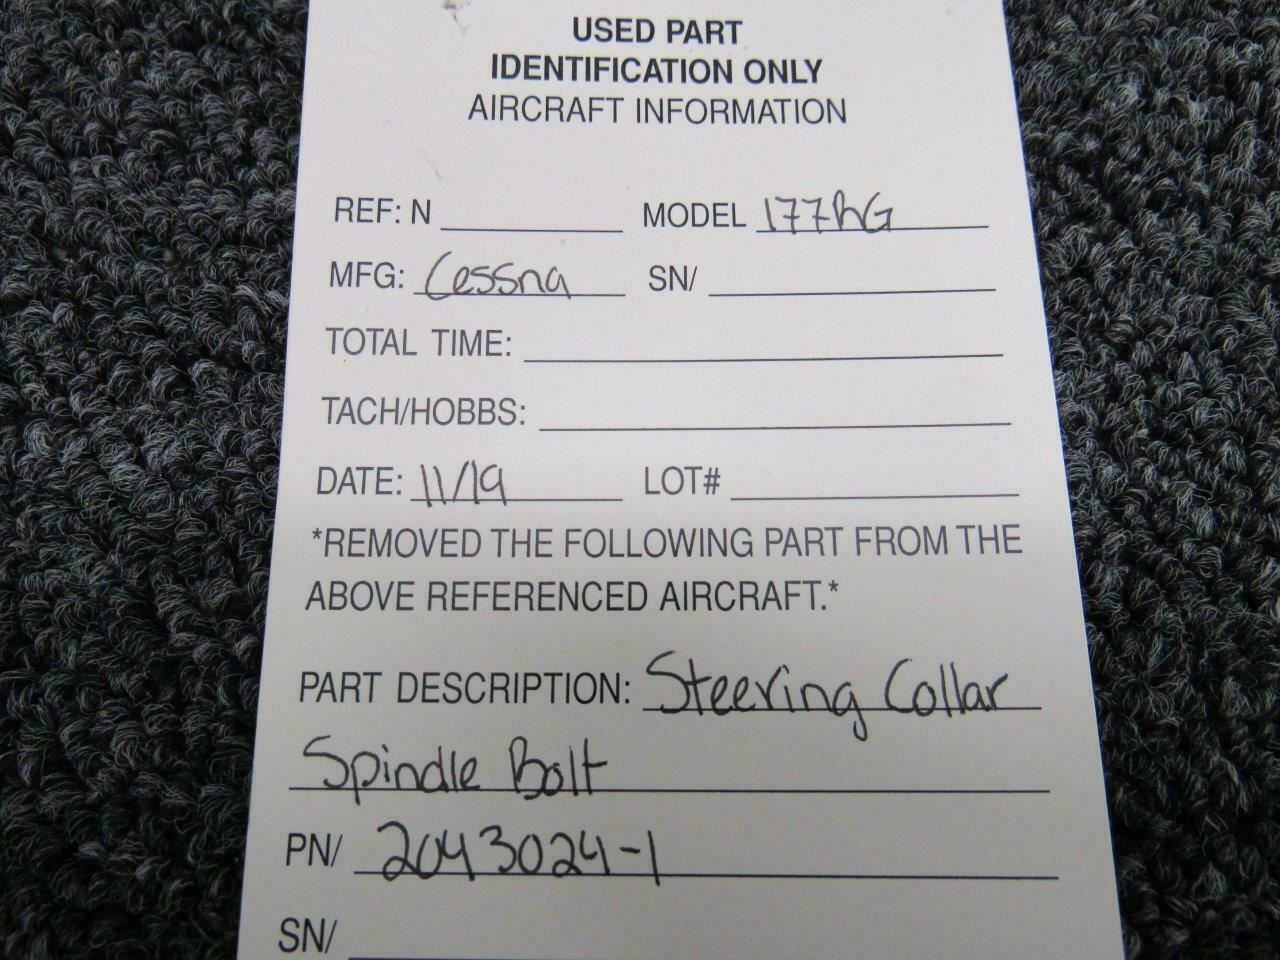 USED PART
IDENTIFICATION ONLY
AIRCRAFT INFORMATION
REF: N MODEL 177RG
MFG: Cessna SN/
TOTAL TIME:
TACH/HOBBS:
DATE: 11/19 LOT#
*REMOVED THE FOLLOWING PART FROM THE
ABOVE REFERENCED AIRCRAFT.*
PART DESCRIPTION: Steering Collar
Spindle Bolt
PN/ 2043024-1
SN/